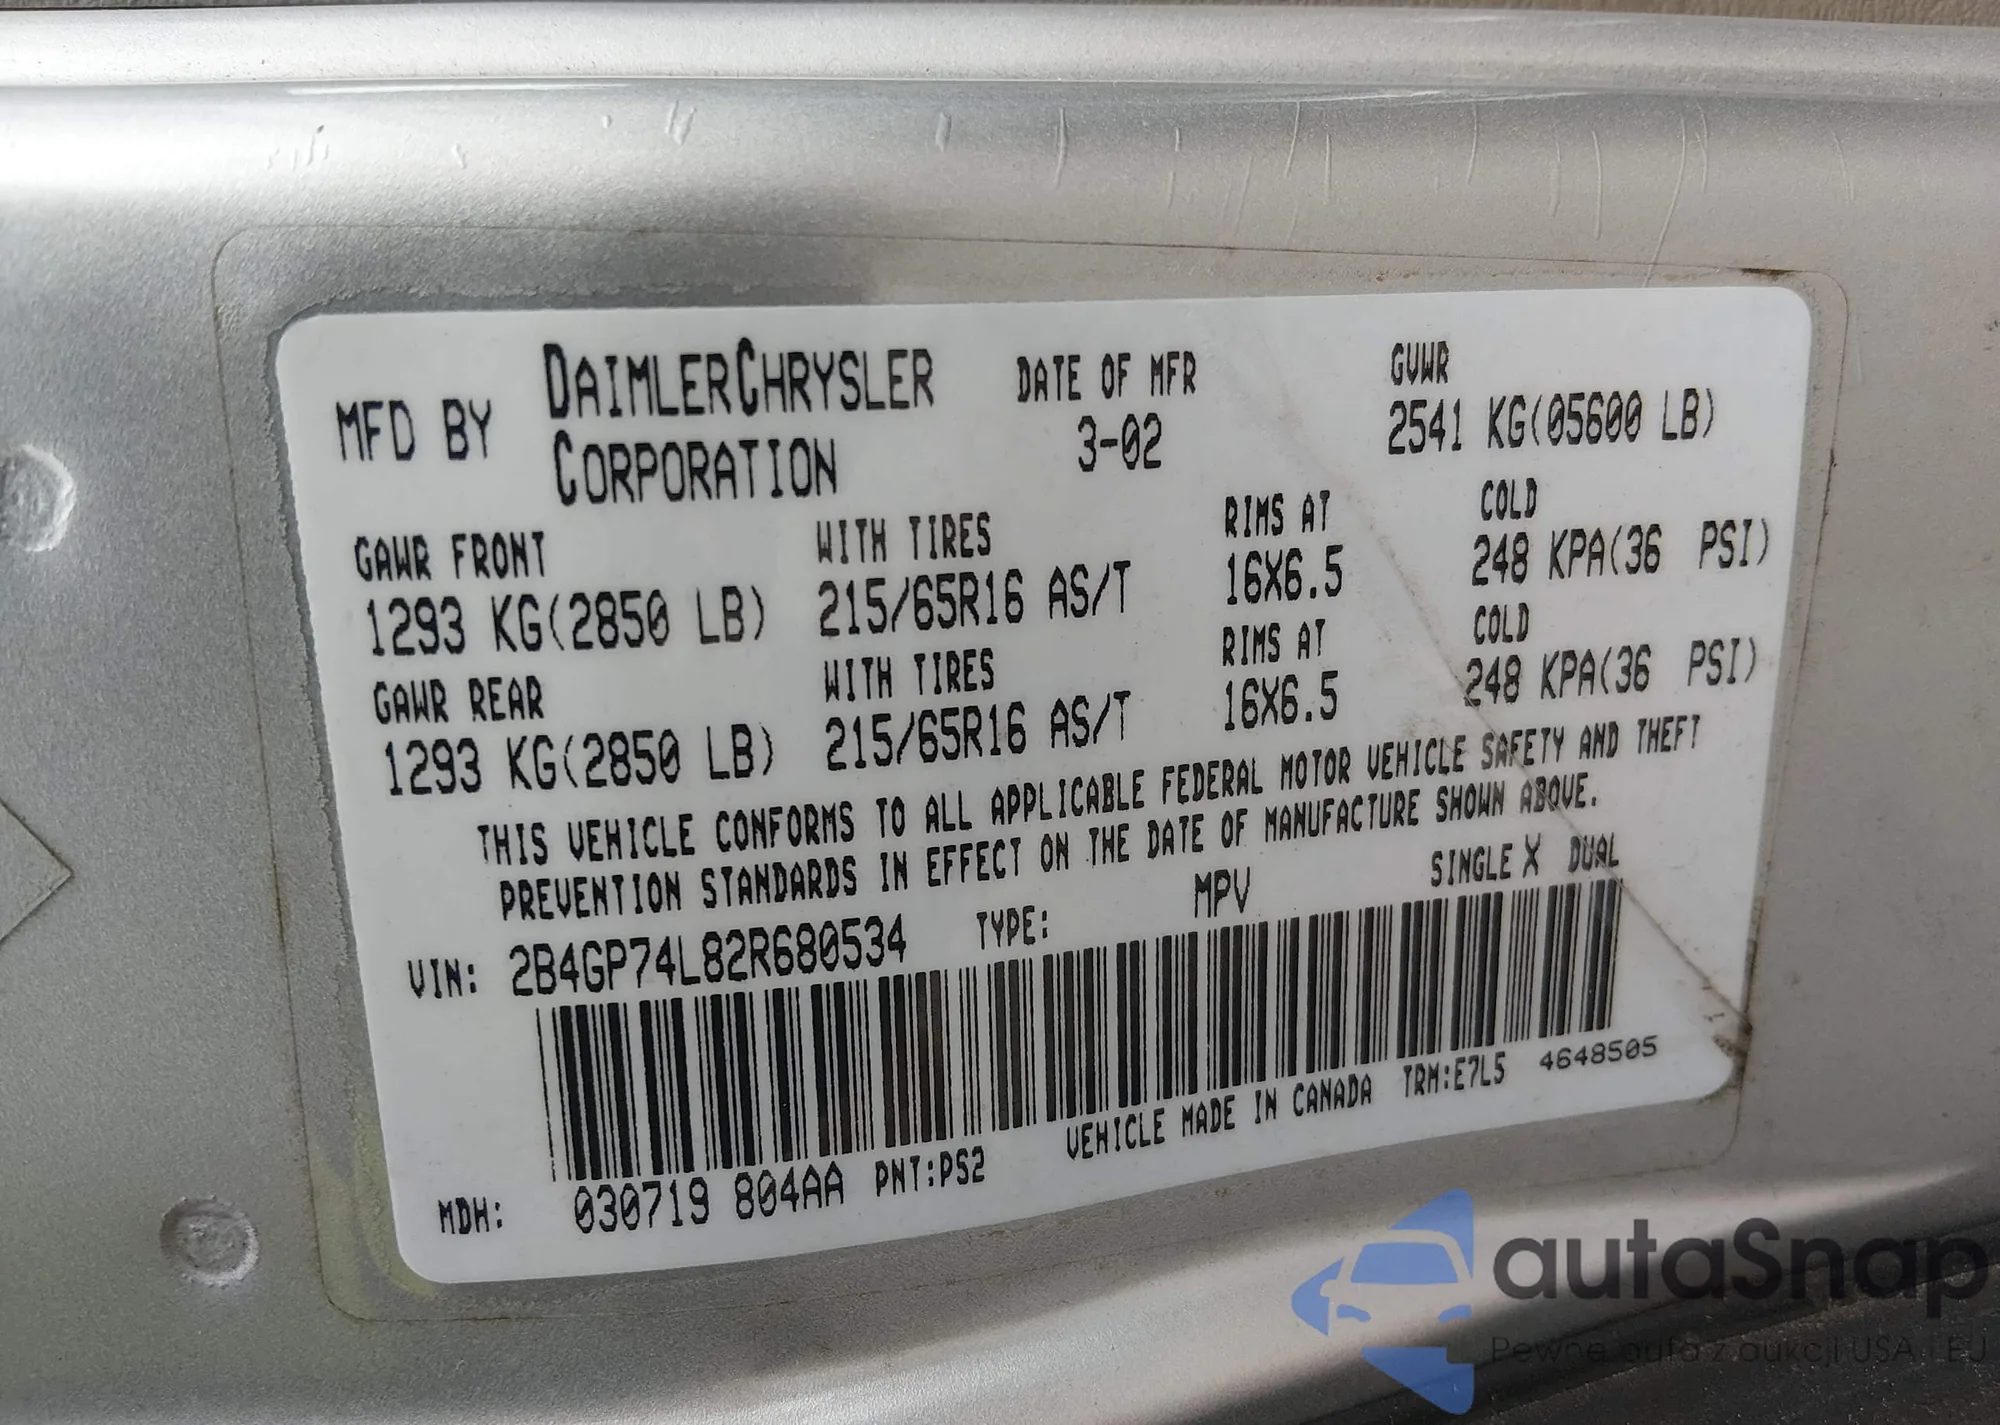 MFD BY DAIMLERCHRYSLER CORPORATION
DATE OF MFR 3-02
GVWR 2541 KG(05600 LB)
GAWR FRONT WITH TIRES RIMS AT COLD
1293 KG(2850 LB) 215/65R16 AS/T 16X6.5 248 KPA(36 PSI)
GAWR REAR WITH TIRES RIMS AT COLD
1293 KG(2850 LB) 215/65R16 AS/T 16X6.5 248 KPA(36 PSI)
THIS VEHICLE CONFORMS TO ALL APPLICABLE FEDERAL MOTOR VEHICLE SAFETY AND THEFT
PREVENTION STANDARDS IN EFFECT ON THE DATE OF MANUFACTURE SHOWN ABOVE.
VIN: 2B4GP74L82R680534 TYPE: MPV SINGLE X DUAL
MDH: 030719 804AA PNT:PS2 VEHICLE MADE IN CANADA TRM:E7L5 4648505
autaSnap
Pewne auta z aukcji USA i EU